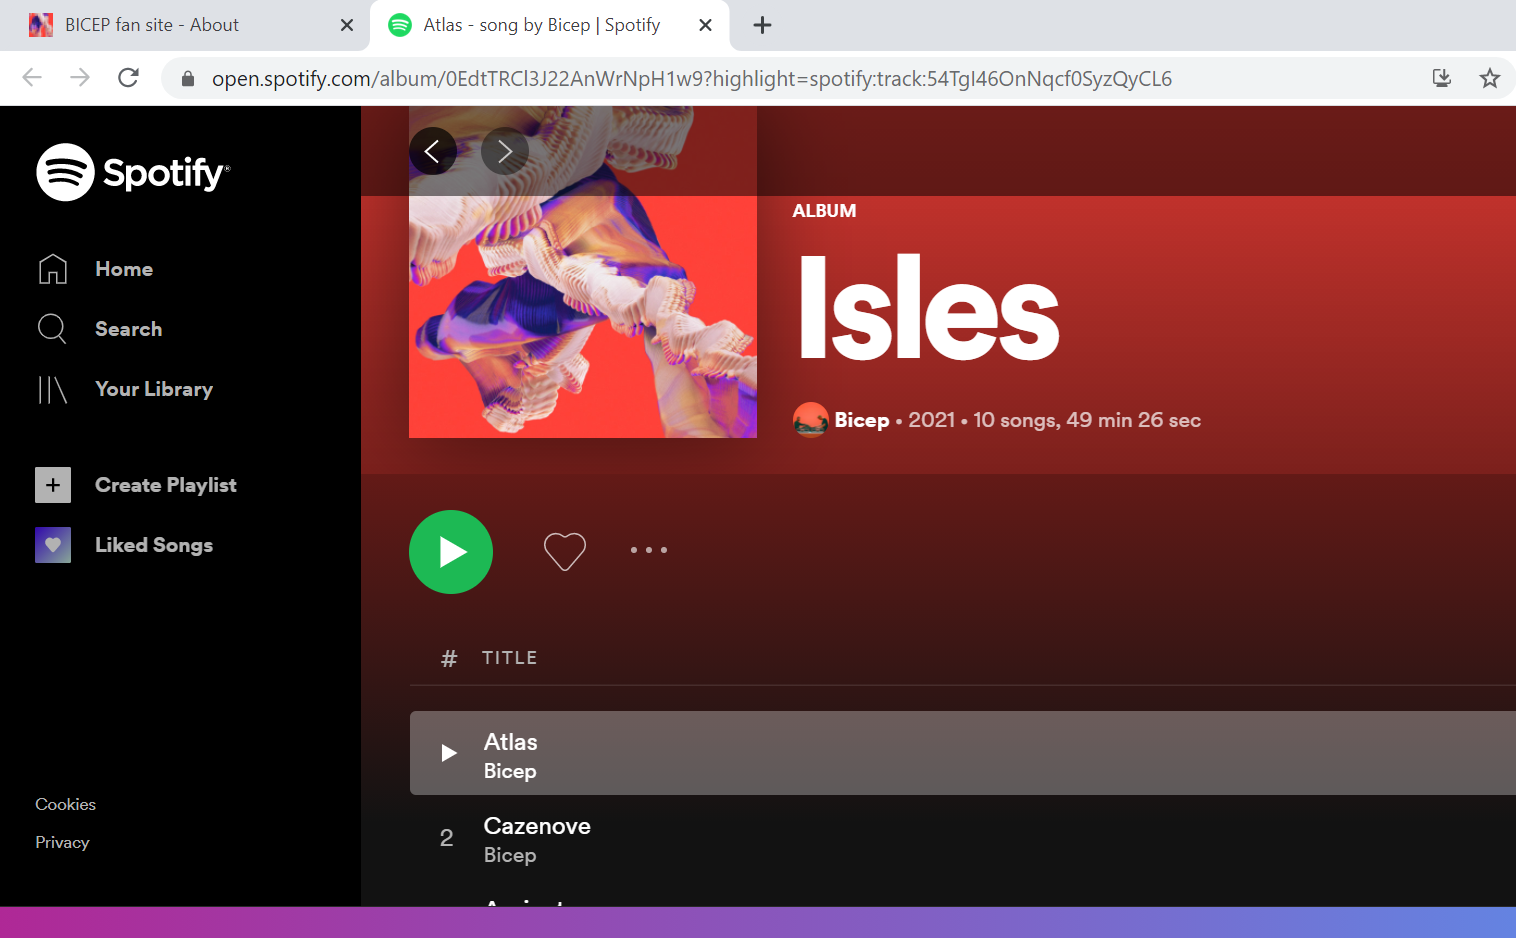 BICEP fan site - About
Atlas - song by Bicep | Spotify
open.spotify.com/album/0EdtTRCl3J22AnWrNpH1w9?highlight=spotify:track:54TgI46OnNqcf0SyzQyCL6
Spotify®
Home
Search
Your Library
Create Playlist
Liked Songs
Cookies
Privacy
ALBUM
Isles
Bicep • 2021 • 10 songs, 49 min 26 sec
# TITLE
Atlas
Bicep
2 Cazenove
Bicep